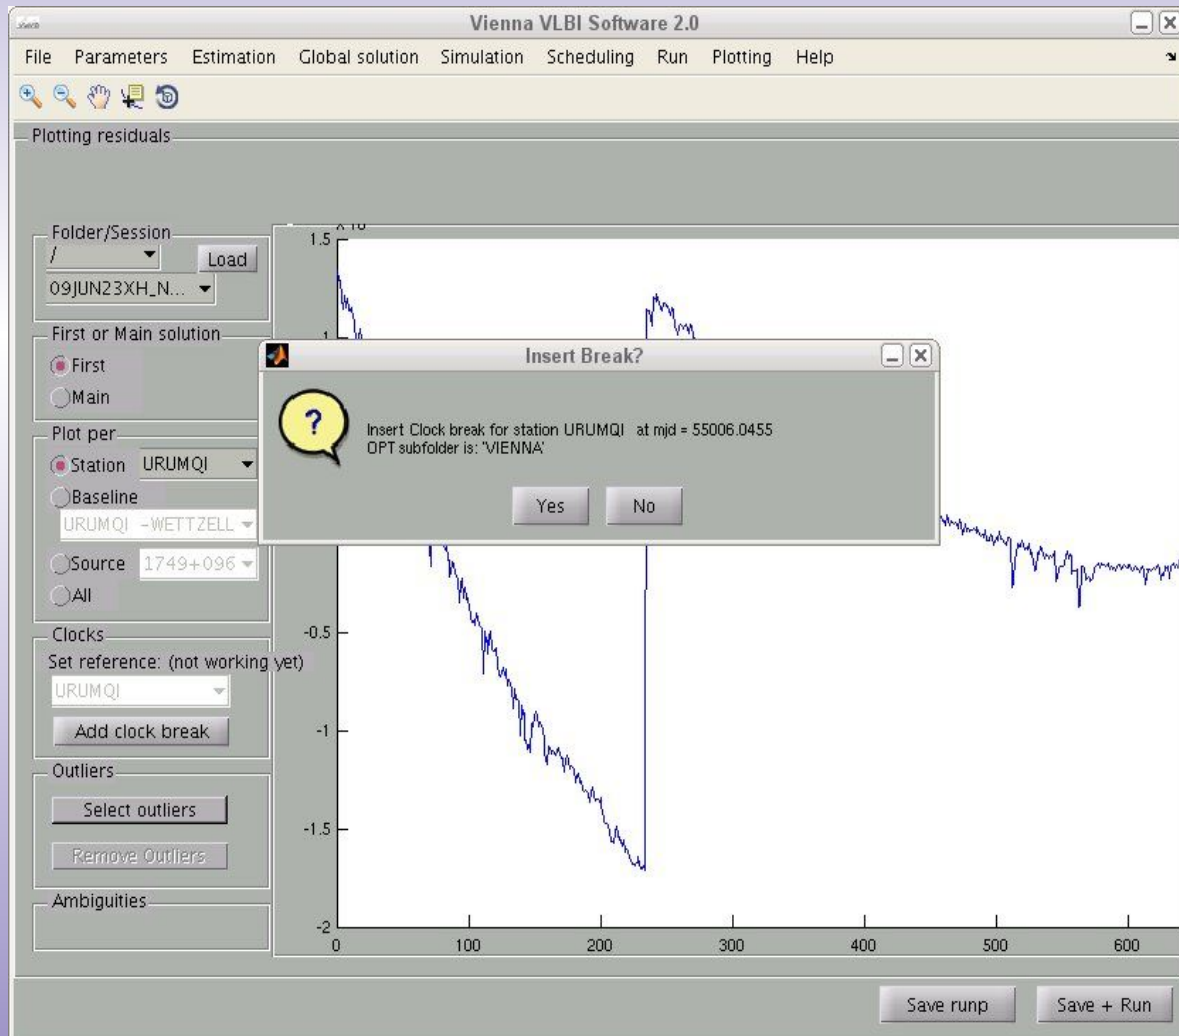 Vienna VLBI Software 2.0
File Parameters Estimation Global solution Simulation Scheduling Run Plotting Help
Plotting residuals
Folder/Session
/
Load
09JUN23XH_N...
First or Main solution
First
Main
Plot per
Station URUMQI
Baseline
URUMQI -WETTZELL
Source 1749+096
All
Clocks
Set reference: (not working yet)
URUMQI
Add clock break
Outliers
Select outliers
Remove Outliers
Ambiguities
1.5
1
-0.5
-1
-1.5
-2
0 100 200 300 400 500 600
Insert Break?
?
Insert Clock break for station URUMQI at mjd = 55006.0455
OPT subfolder is: 'VIENNA'
Yes No
Save runp Save + Run